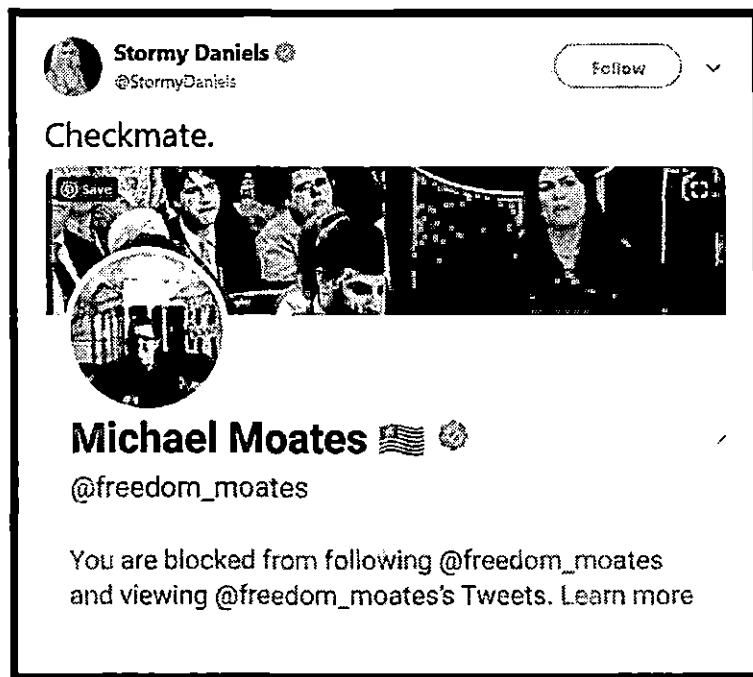 Stormy Daniels
@StormyDaniels
Follow
Checkmate.
Save
Michael Moates
@freedom_moates
You are blocked from following @freedom_moates
and viewing @freedom_moates's Tweets. Learn more